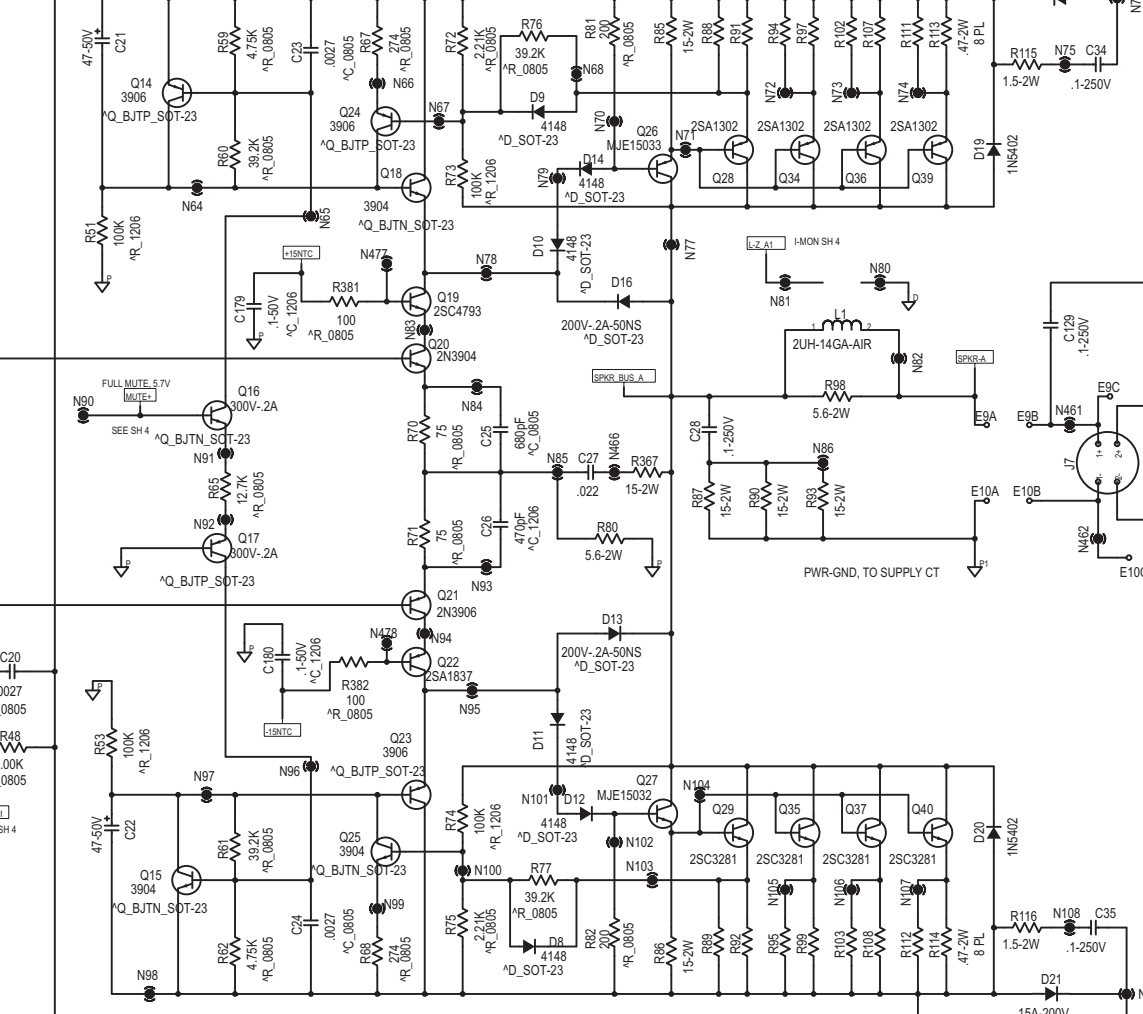 47-50V
C21
R59
4.75K
^R_0805
C23
.0027
^C_0805
R67
274
^R_0805
R72
2.21K
^R_0805
R76
39.2K
^R_0805
R81
200
^R_0805
R85
15-2W
R88
R91
R94
R97
R102
R107
R111
R113
.47-2W
8 PL
R115
1.5-2W
N75
C34
.1-250V
Q14
3906
^Q_BJTP_SOT-23
N66
Q24
3906
^Q_BJTP_SOT-23
N67
N68
D9
4148
^D_SOT-23
N70
N72
N73
N74
Q26
MJE15033
N71
2SA1302
2SA1302
2SA1302
2SA1302
Q28
Q34
Q36
Q39
D19
1N5402
R60
39.2K
^R_0805
N64
Q18
3904
^Q_BJTP_SOT-23
R73
100K
^R_1206
N79
D14
4148
^D_SOT-23
R51
100K
^R_1206
P
N65
+15NTC
N477
C179
.1-50V
^C_1206
P
R381
100
^R_0805
Q19
2SC4793
N83
N78
D10
4148
^D_SOT-23
D16
200V-.2A-50NS
^D_SOT-23
N77
L-Z_A1
I-MON SH 4
N81
N80
D
L1
1
2
2UH-14GA-AIR
N82
C129
.1-250V
Q20
2N3904
FULL MUTE, 5.7V
MUTE+
N90
SEE SH 4
Q16
300V-.2A
^Q_BJTN_SOT-23
N91
R65
12.7K
^R_0805
N92
Q17
300V-.2A
^Q_BJTP_SOT-23
P
N84
R70
75
^R_0805
C25
680pF
^C_0805
R71
75
^R_0805
C26
470pF
^C_1206
N93
N85
C27
.022
N466
R367
15-2W
R80
5.6-2W
P
SPKR_BUS_A
R98
5.6-2W
SPKR-A
C28
.1-250V
N86
R87
15-2W
R90
15-2W
R93
15-2W
P1
PWR-GND, TO SUPPLY CT
E9A
E9B
N461
E9C
J7
1+
2+
1-
E10A
E10B
N462
Q21
2N3906
N94
N478
Q22
2SA1837
C180
.1-50V
^C_1206
P
R382
100
^R_0805
-15NTC
N95
D13
200V-.2A-50NS
^D_SOT-23
D11
4148
^D_SOT-23
C20
R48
SH 4
P
R53
100K
^R_1206
N96
Q23
3906
^Q_BJTP_SOT-23
N97
47-50V
C22
R61
39.2K
^R_0805
Q15
3904
^Q_BJTN_SOT-23
Q25
3904
^Q_BJTN_SOT-23
R74
100K
^R_1206
N100
N101
D12
4148
^D_SOT-23
Q27
MJE15032
N104
N102
N103
Q29
Q35
Q37
Q40
2SC3281
2SC3281
2SC3281
2SC3281
D20
1N5402
R77
39.2K
^R_0805
D8
4148
^D_SOT-23
N105
N106
N107
N98
R62
4.75K
^R_0805
C24
.0027
^C_0805
N99
R68
274
^R_0805
R75
2.21K
^R_0805
R82
200
^R_0805
R86
15-2W
R89
R92
R95
R99
R103
R108
R112
R114
.47-2W
8 PL
R116
1.5-2W
N108
C35
.1-250V
D21
15A-200V